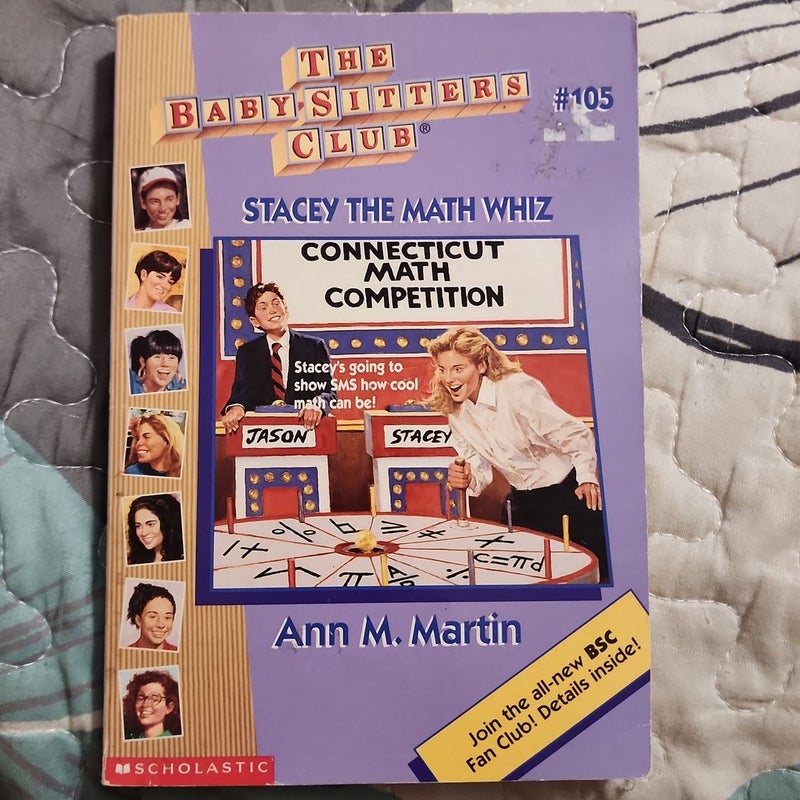 THE
BABY-SITTERS
CLUB®
#105
STACEY THE MATH WHIZ
CONNECTICUT
MATH
COMPETITION
Stacey's going to
show SMS how cool
math can be!
JASON
STACEY
% b ≥ ≠ +
C=πd
π
Ann M. Martin
Join the all-new BSC
Fan Club! Details inside!
SCHOLASTIC